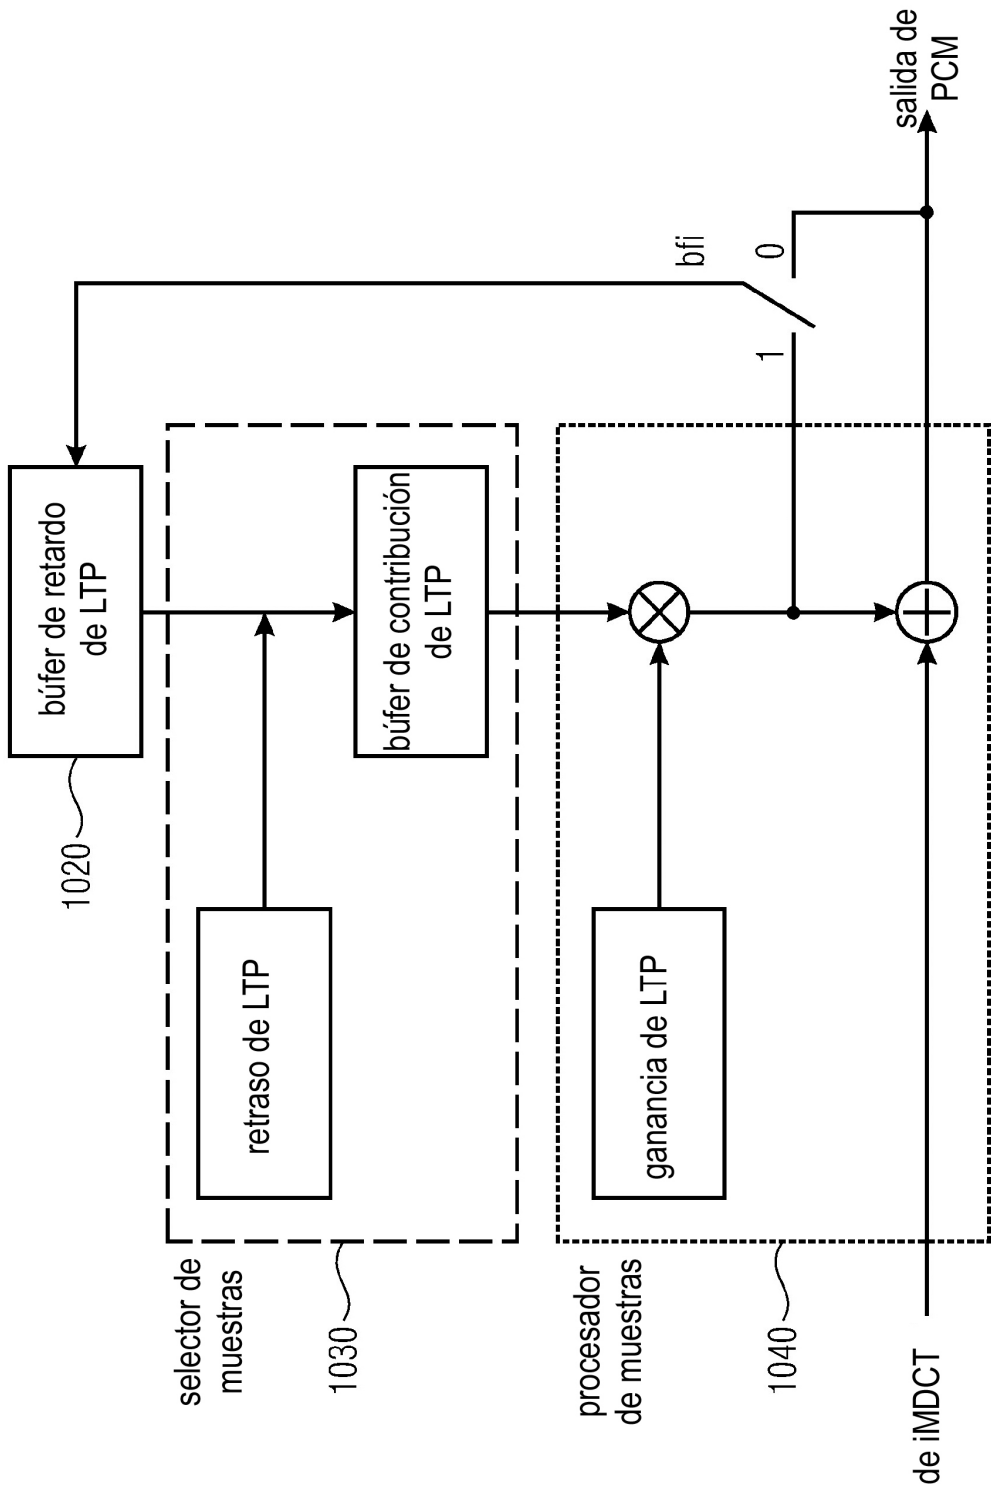 búfer de retardo
de LTP
1020
selector de
muestras
1030
retraso de LTP
búfer de contribución
de LTP
bfi
1
0
procesador
de muestras
1040
ganancia de LTP
de iMDCT
salida de
PCM